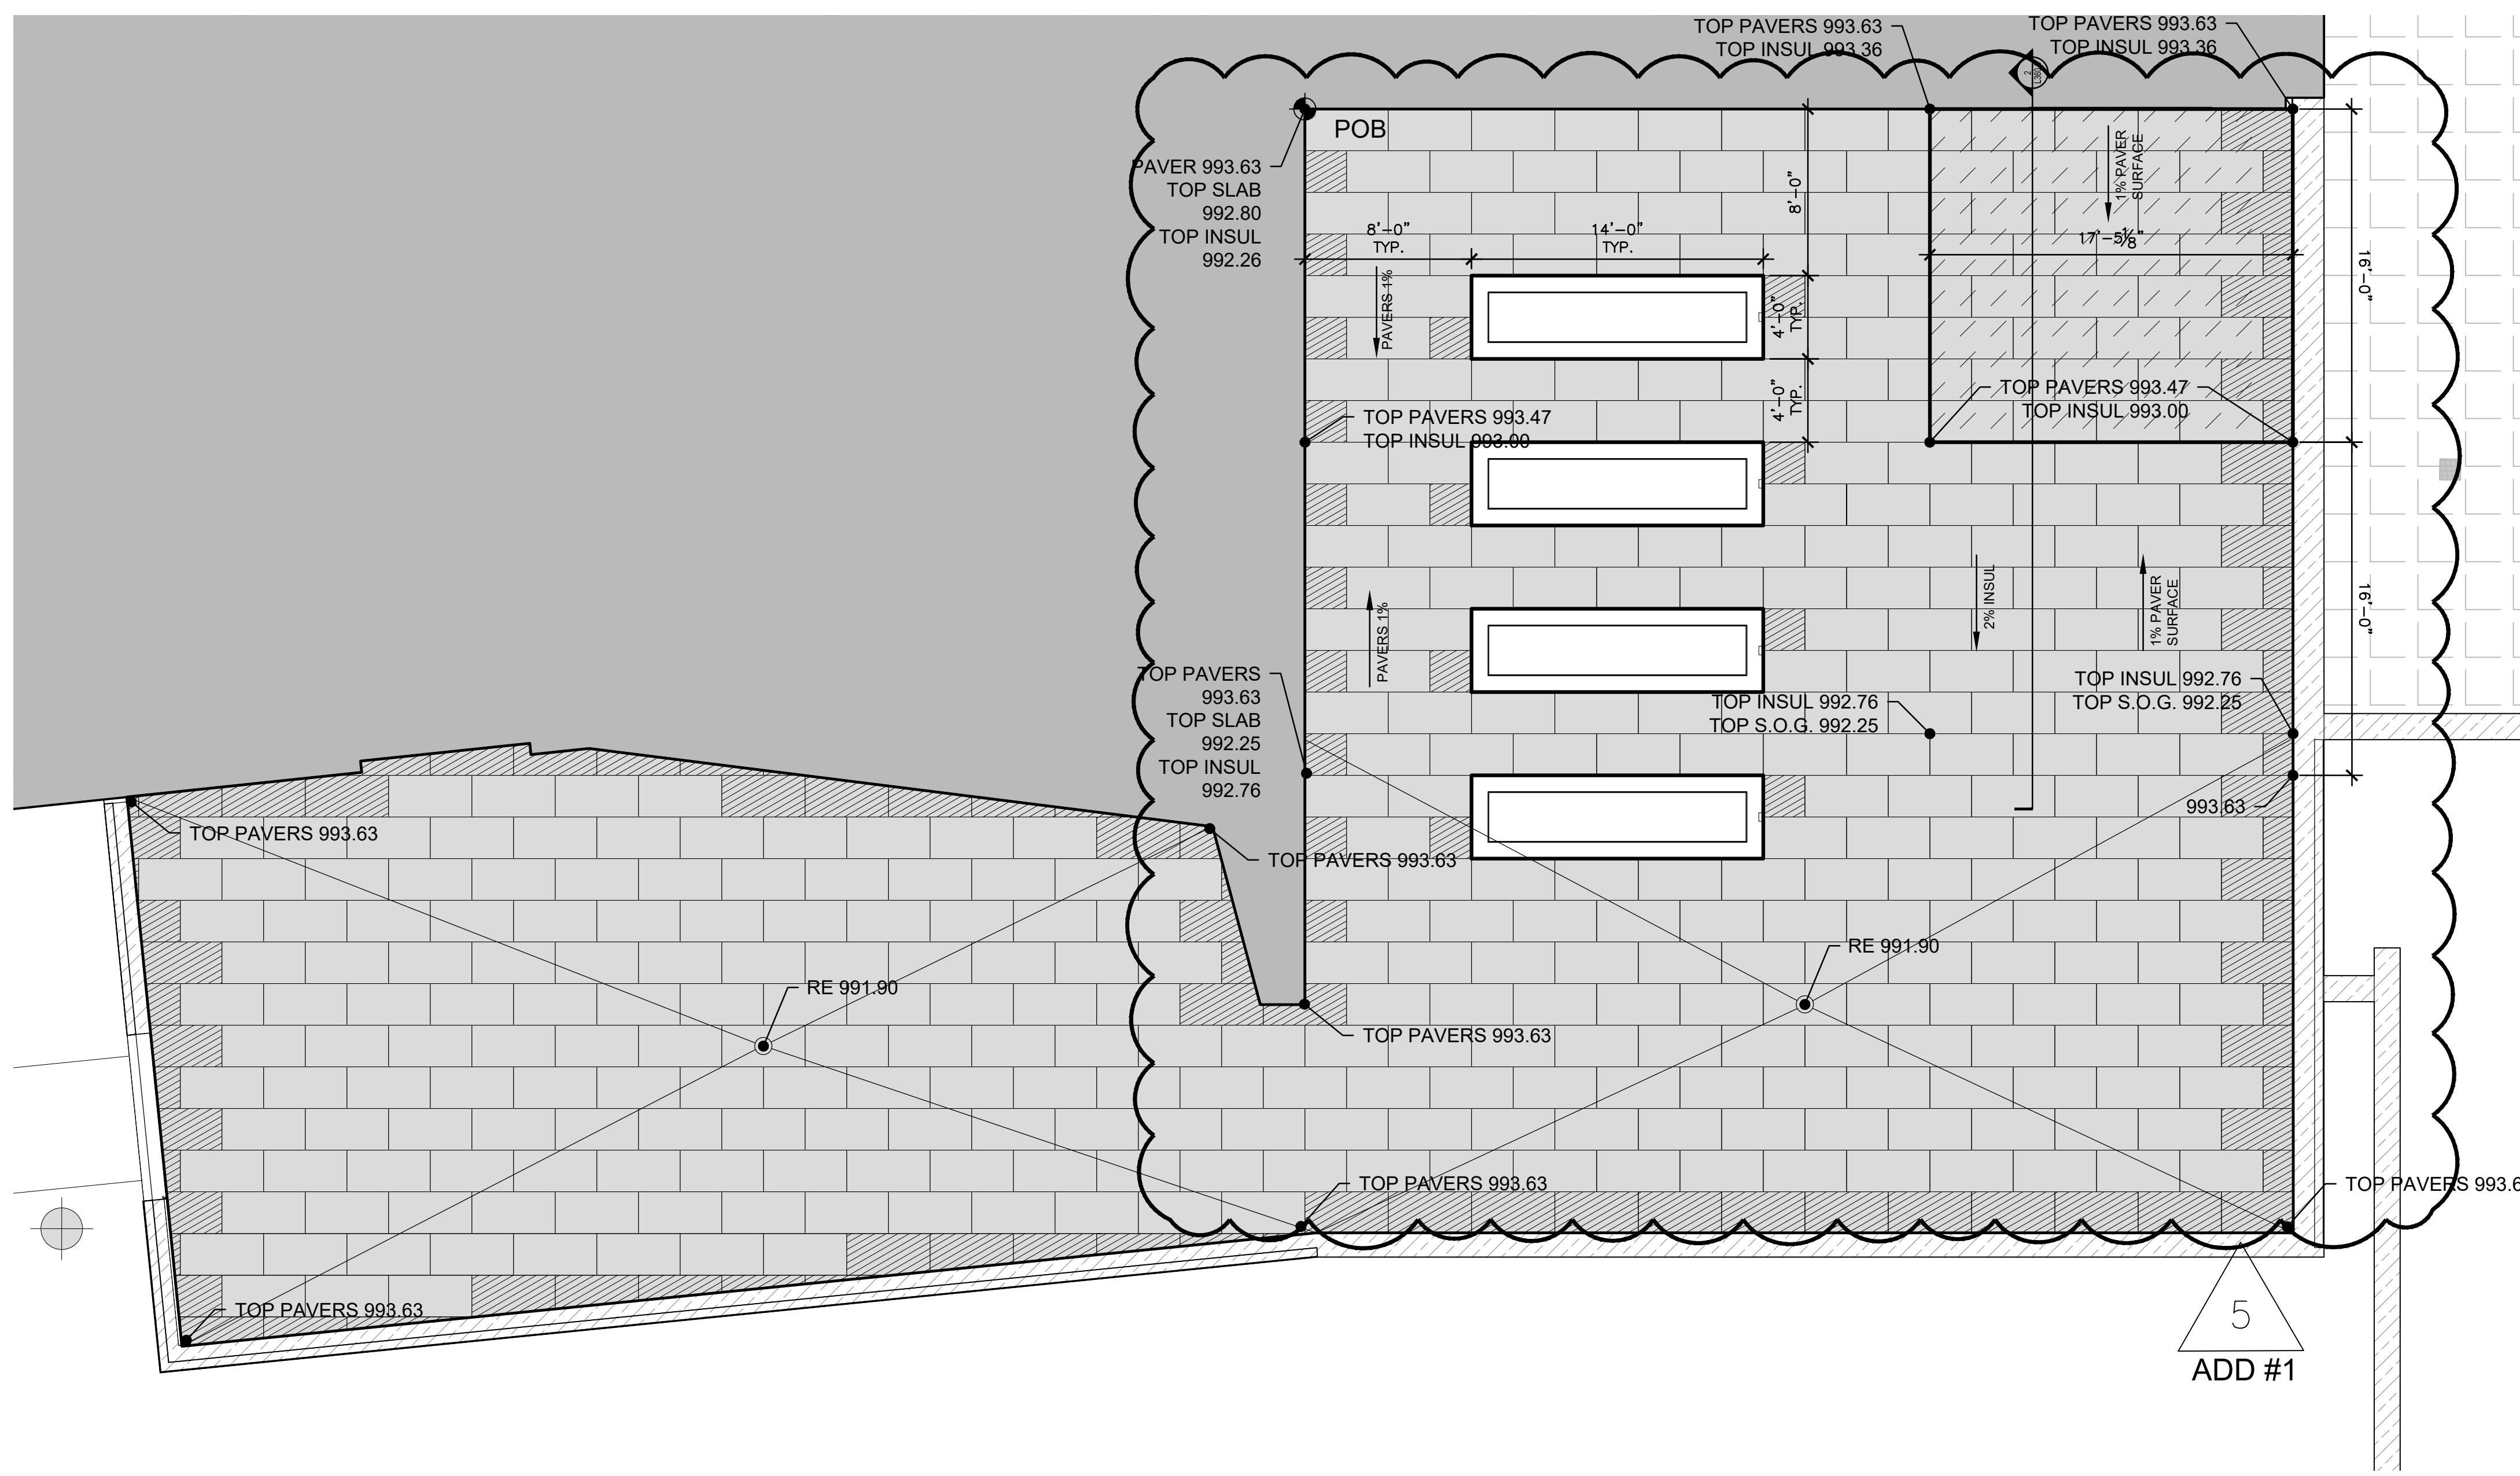 TOP PAVERS 993.63
TOP INSUL 993.36
TOP PAVERS 993.63
TOP INSUL 993.36
POB
PAVER 993.63
TOP SLAB
992.80
TOP INSUL
992.26
8'-0"
TYP.
14'-0"
TYP.
8'-0"
1% PAVER
SURFACE
17'-5⅛"
16'-0"
PAVERS 1%
4'-0"
TYP.
4'-0"
TYP.
TOP PAVERS 993.47
TOP INSUL 993.00
TOP PAVERS 993.47
TOP INSUL 993.00
PAVERS 1%
2% INSUL
1% PAVER
SURFACE
16'-0"
TOP PAVERS
993.63
TOP SLAB
992.25
TOP INSUL
992.76
TOP INSUL 992.76
TOP S.O.G. 992.25
TOP INSUL 992.76
TOP S.O.G. 992.25
993.63
TOP PAVERS 993.63
TOP PAVERS 993.63
RE 991.90
RE 991.90
TOP PAVERS 993.63
TOP PAVERS 993.63
TOP PAVERS 993.6
TOP PAVERS 993.63
5
ADD #1